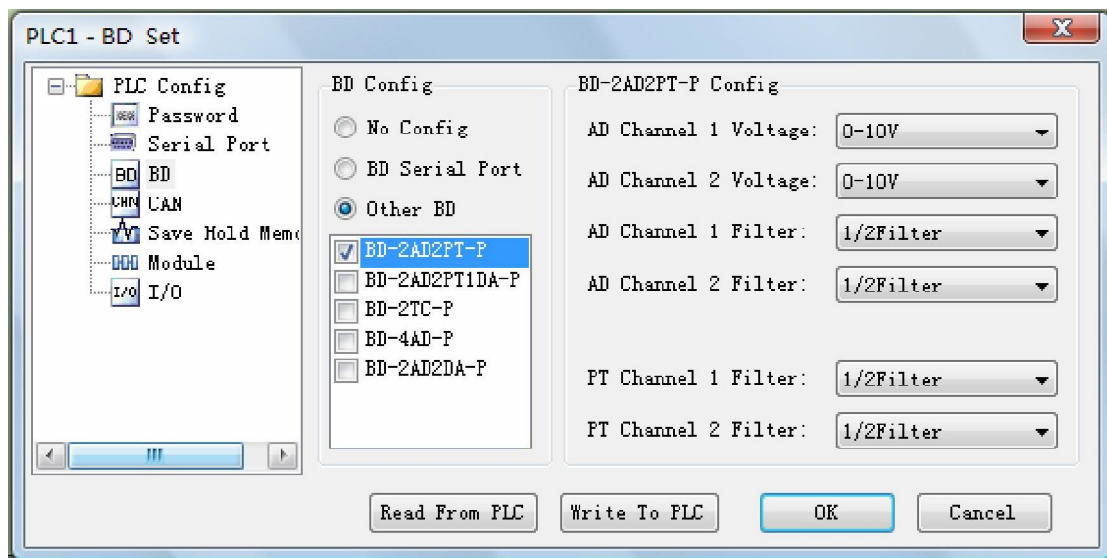 PLC1 - BD Set
PLC Config
Password
Serial Port
BD
BD
CAN
CAN
Save Hold Memo
Module
I/O
I/O
BD Config
No Config
BD Serial Port
Other BD
BD-2AD2PT-P
BD-2AD2PT1DA-P
BD-2TC-P
BD-4AD-P
BD-2AD2DA-P
BD-2AD2PT-P Config
AD Channel 1 Voltage: 0-10V
AD Channel 2 Voltage: 0-10V
AD Channel 1 Filter: 1/2Filter
AD Channel 2 Filter: 1/2Filter
PT Channel 1 Filter: 1/2Filter
PT Channel 2 Filter: 1/2Filter
Read From PLC
Write To PLC
OK
Cancel